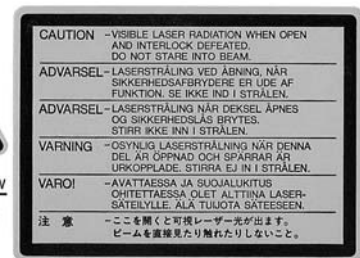 CAUTION -VISIBLE LASER RADIATION WHEN OPEN
AND INTERLOCK DEFEATED.
DO NOT STARE INTO BEAM.
ADVARSEL -LASERSTRÅLING VED ÅBNING, NÅR
SIKKERHEDSAFBRYDERE ER UDE AF
FUNKTION. SE IKKE IND I STRÅLEN.
ADVARSEL -LASERSTRÅLING NÅR DEKSEL ÅPNES
OG SIKKERHEDSLÅS BRYTES.
STIRR IKKE INN I STRÅLEN.
VARNING -OSYNLIG LASERSTRÅLNING NÄR DENNA
DEL ÄR ÖPPNAD OCH SPÄRRAR ÄR
URKOPPLADE. STIRRA EJ IN I STRÅLEN.
VARO! -AVATTAESSA JA SUOJALUKITUS
OHITETTAESSA OLET ALTTIINA LASER-
SÄTEILYLLE. ÄLÄ TUIJOTA SÄTEESEEN.
注意 -ここを開くと可視レーザー光が出ます。
ビームを直接見たり触れたりしないこと。